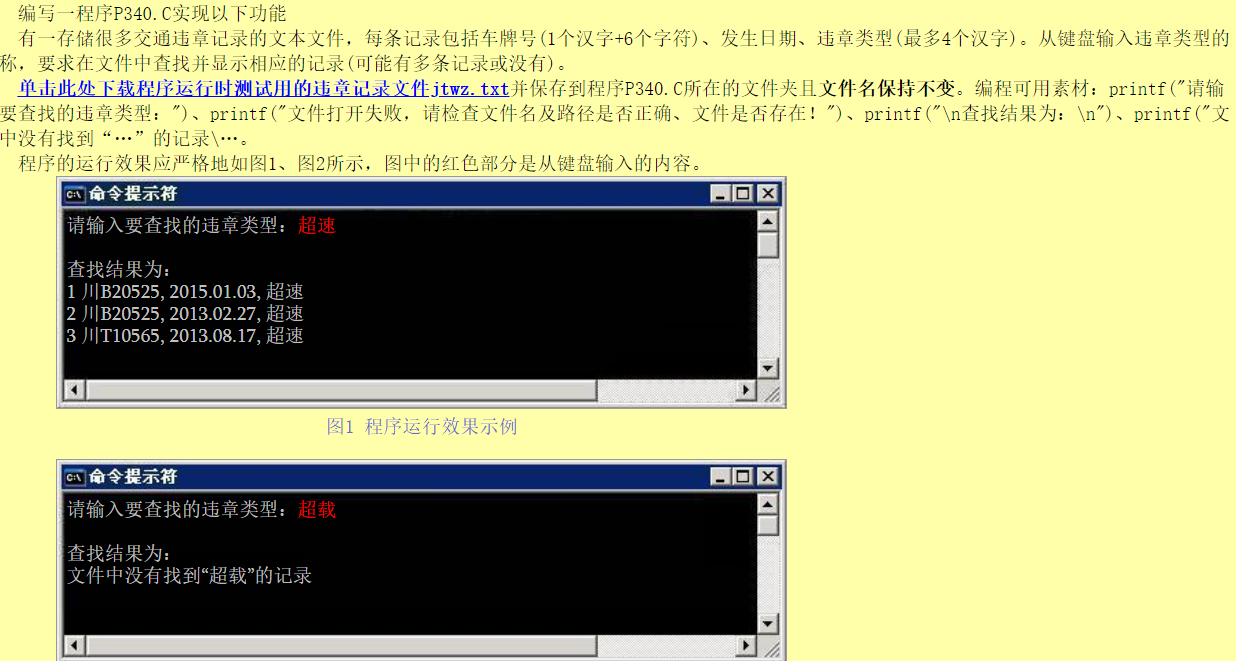 编写一程序P340.C实现以下功能
有一存储很多交通违章记录的文本文件，每条记录包括车牌号(1个汉字+6个字符)、发生日期、违章类型(最多4个汉字)。从键盘输入违章类型的
称，要求在文件中查找并显示相应的记录(可能有多条记录或没有)。
单击此处下载程序运行时测试用的违章记录文件jtwz.txt并保存到程序P340.C所在的文件夹且文件名保持不变。编程可用素材：printf("请输
要查找的违章类型：")、printf("文件打开失败，请检查文件名及路径是否正确、文件是否存在！")、printf("\n查找结果为：\n")、printf("文
中没有找到“…”的记录\…。
程序的运行效果应严格地如图1、图2所示，图中的红色部分是从键盘输入的内容。
命令提示符
请输入要查找的违章类型：超速
查找结果为：
1 川B20525, 2015.01.03, 超速
2 川B20525, 2013.02.27, 超速
3 川T10565, 2013.08.17, 超速
图1 程序运行效果示例
命令提示符
请输入要查找的违章类型：超载
查找结果为：
文件中没有找到“超载”的记录